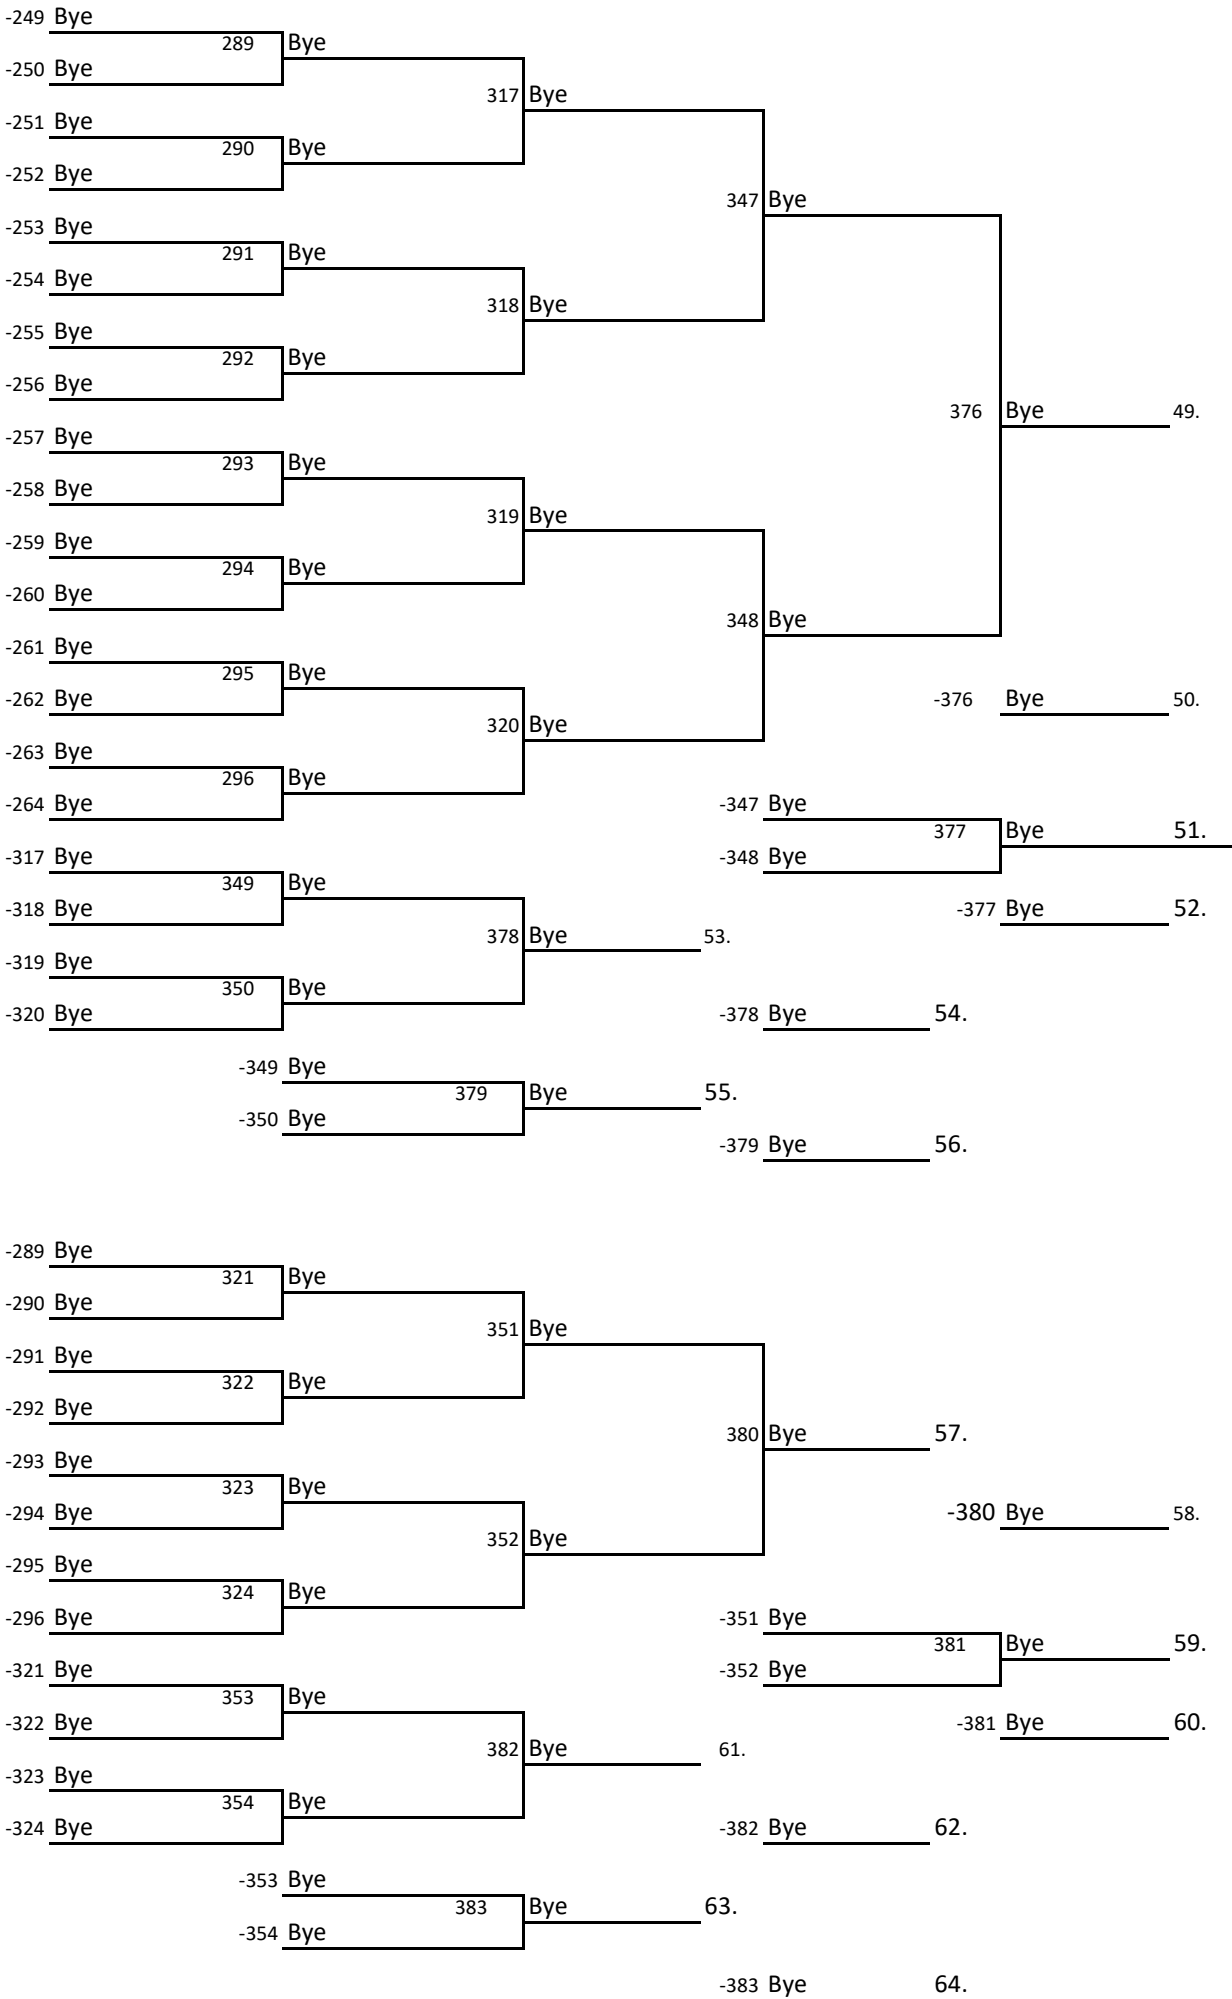 -249 Bye
289 Bye
-250 Bye
317 Bye
-251 Bye
290 Bye
-252 Bye
347 Bye
-253 Bye
291 Bye
-254 Bye
318 Bye
-255 Bye
292 Bye
-256 Bye
376 Bye 49.
-257 Bye
293 Bye
-258 Bye
319 Bye
-259 Bye
294 Bye
-260 Bye
348 Bye
-261 Bye
295 Bye
-262 Bye
-376 Bye 50.
320 Bye
-263 Bye
296 Bye
-264 Bye
-347 Bye
377 Bye 51.
-317 Bye
-348 Bye
349 Bye
-318 Bye
-377 Bye 52.
378 Bye 53.
-319 Bye
350 Bye
-320 Bye
-378 Bye 54.
-349 Bye
379 Bye 55.
-350 Bye
-379 Bye 56.
-289 Bye
321 Bye
-290 Bye
351 Bye
-291 Bye
322 Bye
-292 Bye
380 Bye 57.
-293 Bye
323 Bye
-294 Bye
-380 Bye 58.
352 Bye
-295 Bye
324 Bye
-296 Bye
-351 Bye
381 Bye 59.
-321 Bye
-352 Bye
353 Bye
-322 Bye
-381 Bye 60.
382 Bye 61.
-323 Bye
354 Bye
-324 Bye
-382 Bye 62.
-353 Bye
383 Bye 63.
-354 Bye
-383 Bye 64.